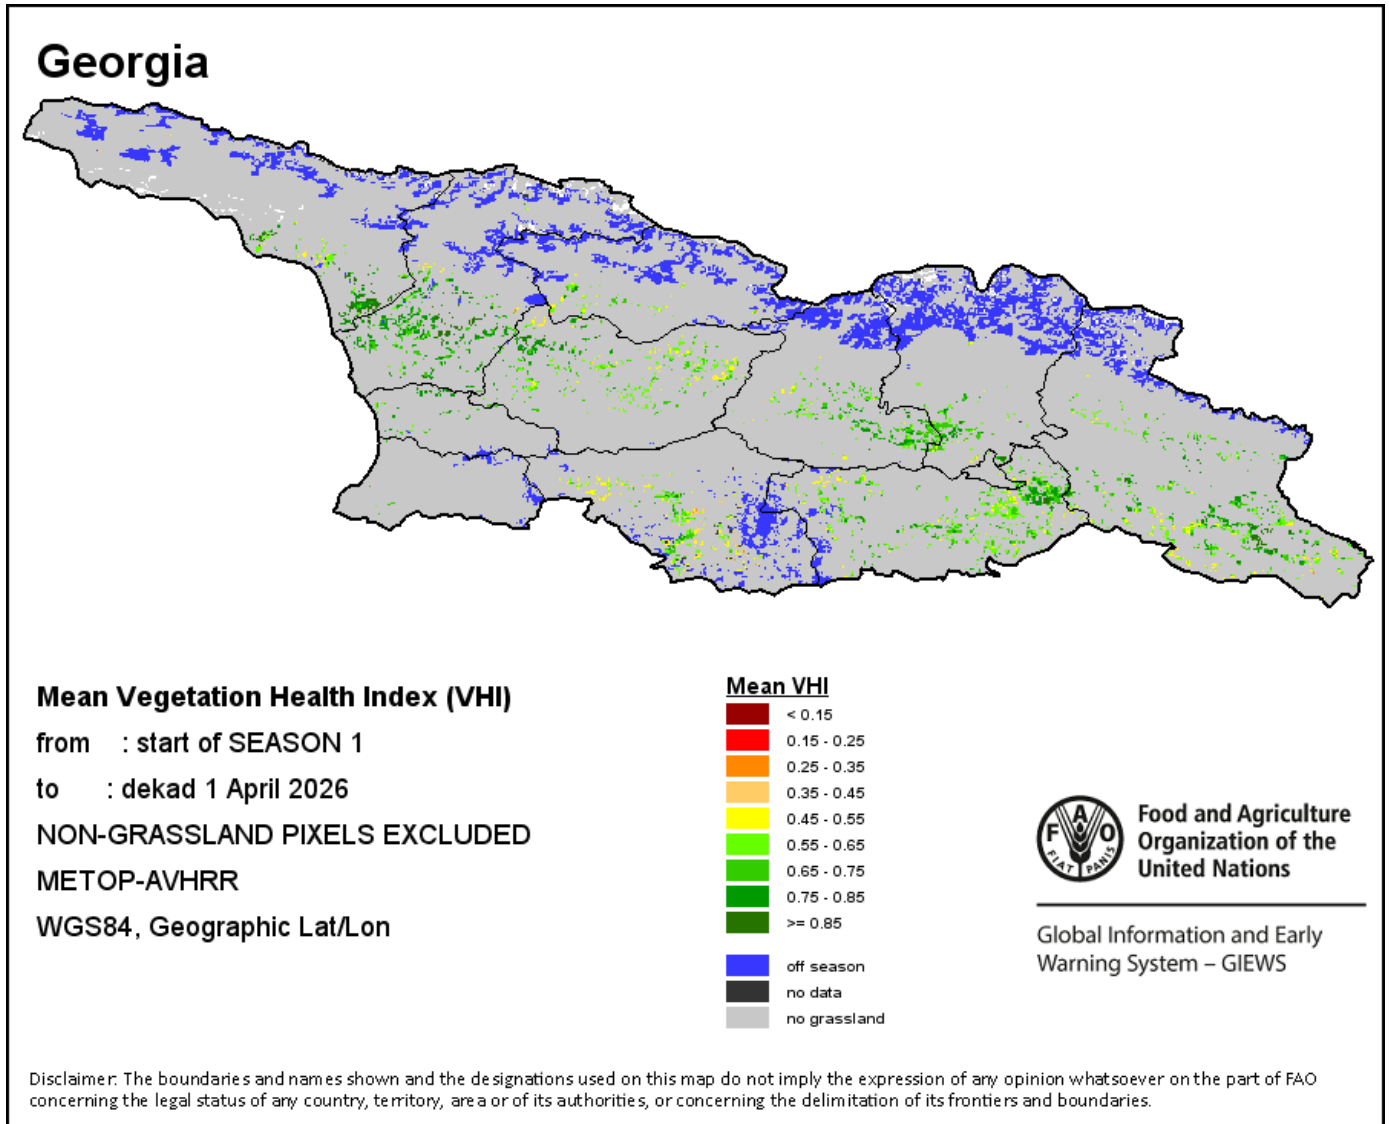 Georgia
Mean Vegetation Health Index (VHI)
from : start of SEASON 1
to : dekad 1 April 2026
NON-GRASSLAND PIXELS EXCLUDED
METOP-AVHRR
WGS84, Geographic Lat/Lon
Mean VHI
< 0.15
0.15 - 0.25
0.25 - 0.35
0.35 - 0.45
0.45 - 0.55
0.55 - 0.65
0.65 - 0.75
0.75 - 0.85
>= 0.85
off season
no data
no grassland
F A O
FIAT PANIS
Food and Agriculture
Organization of the
United Nations
Global Information and Early
Warning System – GIEWS
Disclaimer: The boundaries and names shown and the designations used on this map do not imply the expression of any opinion whatsoever on the part of FAO
concerning the legal status of any country, territory, area or of its authorities, or concerning the delimitation of its frontiers and boundaries.